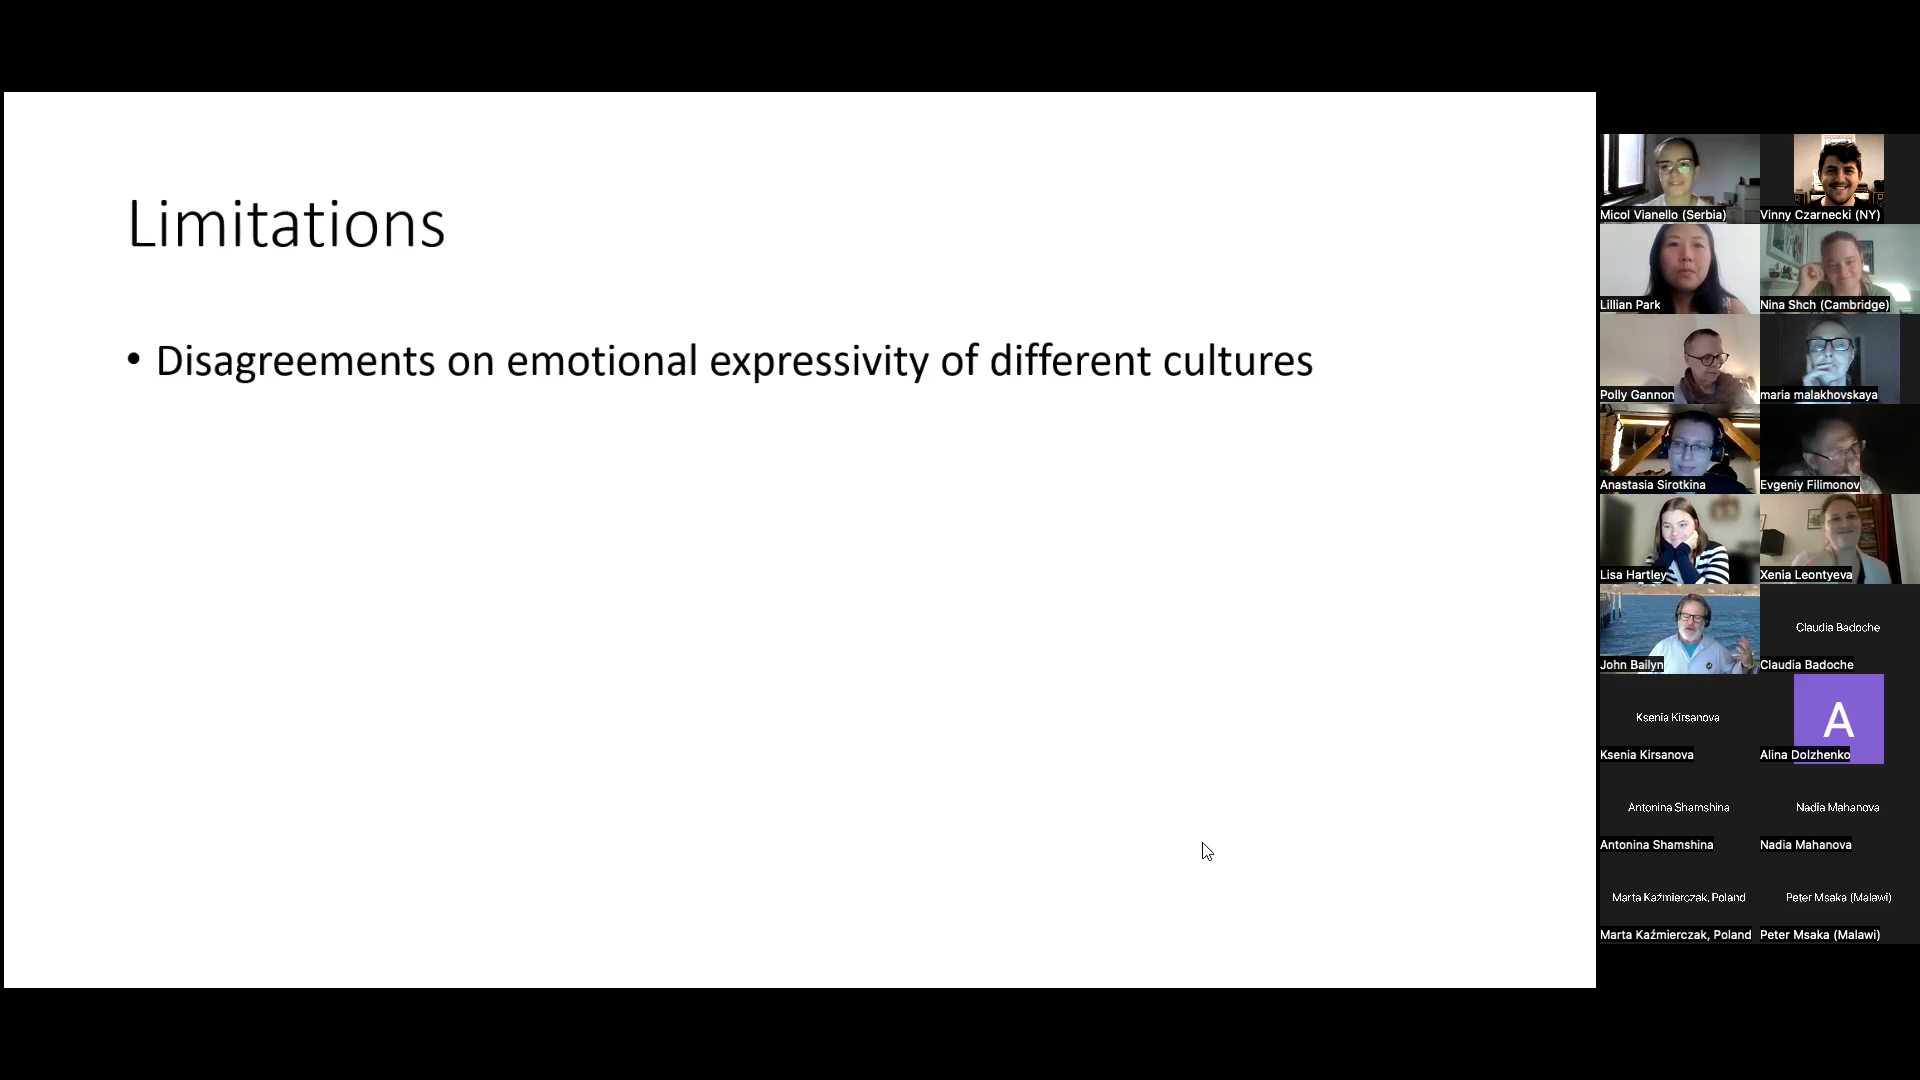 Limitations
• Disagreements on emotional expressivity of different cultures
Micol Vianello (Serbia)
Vinny Czarnecki (NY)
Lillian Park
Nina Shch (Cambridge)
Polly Gannon
maria malakhovskaya
Anastasia Sirotkina
Evgeniy Filimonov
Lisa Hartley
Xenia Leontyeva
John Bailyn
Claudia Badoche
Claudia Badoche
Ksenia Kirsanova
Ksenia Kirsanova
A
Alina Dolzhenko
Antonina Shamshina
Antonina Shamshina
Nadia Mahanova
Nadia Mahanova
Marta Kaźmierczak, Poland
Marta Kaźmierczak, Poland
Peter Msaka (Malawi)
Peter Msaka (Malawi)